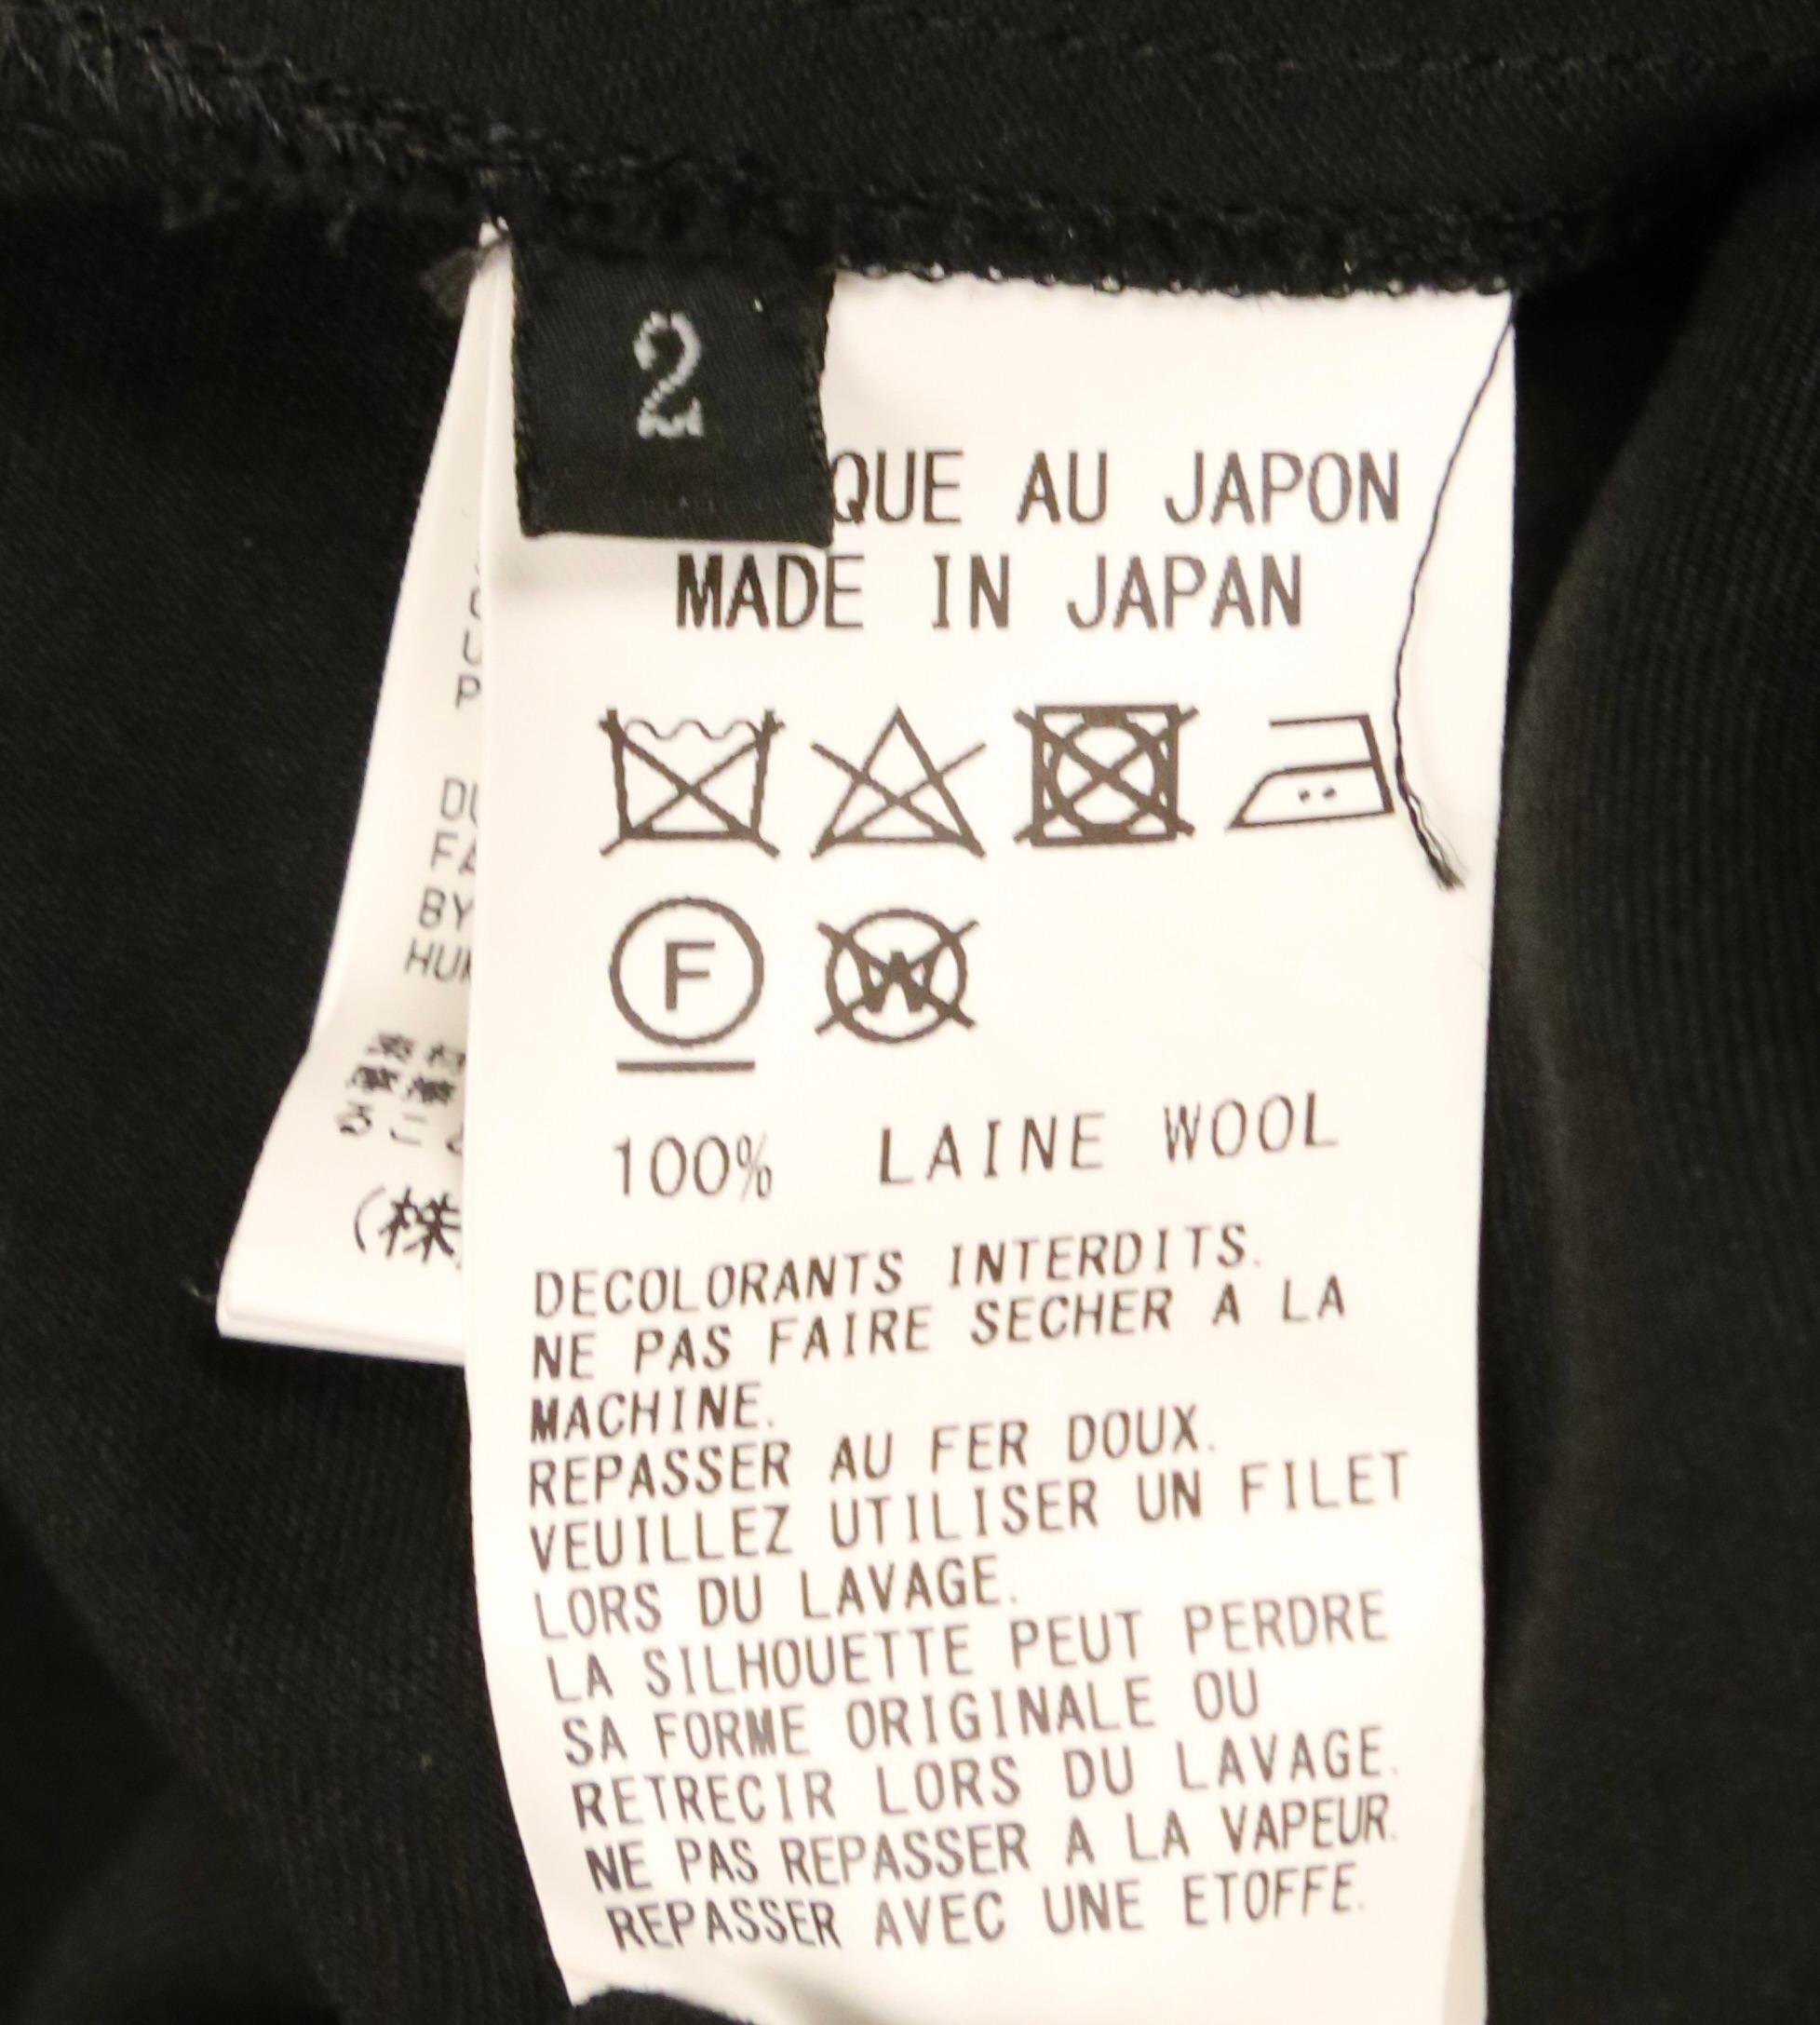 2
QUE AU JAPON
MADE IN JAPAN
F
W
100% LAINE WOOL
DECOLORANTS INTERDITS.
NE PAS FAIRE SECHER A LA
MACHINE.
REPASSER AU FER DOUX.
VEUILLEZ UTILISER UN FILET
LORS DU LAVAGE.
LA SILHOUETTE PEUT PERDRE
SA FORME ORIGINALE OU
RETRECIR LORS DU LAVAGE.
NE PAS REPASSER A LA VAPEUR.
REPASSER AVEC UNE ETOFFE.
P
BY
(株